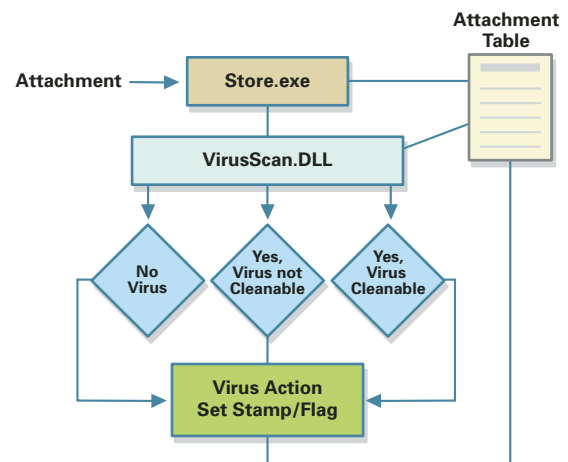 Attachment
Table
Attachment
Store.exe
VirusScan.DLL
No
Virus
Yes,
Virus not
Cleanable
Yes,
Virus
Cleanable
Virus Action
Set Stamp/Flag